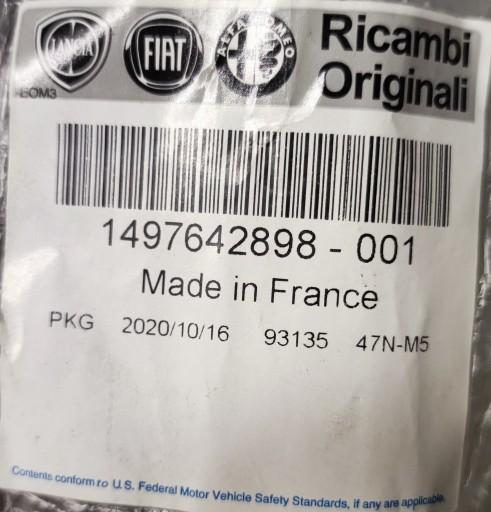 LANCIA FIAT ALFA ROMEO
Ricambi
Originali
BOM3
1497642898 - 001
Made in France
PKG 2020/10/16 93135 47N-M5
Contents conform to U.S. Federal Motor Vehicle Safety Standards, if any are applicable.